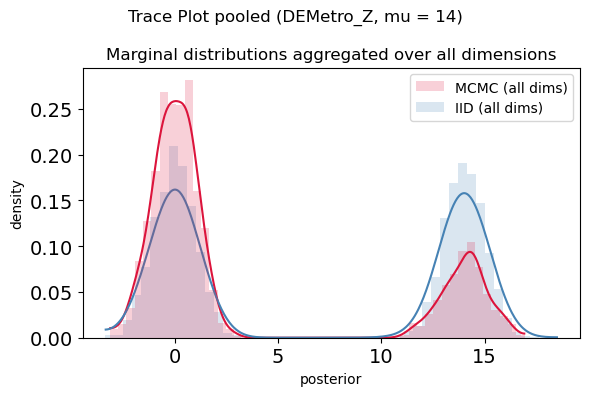 Trace Plot pooled (DEMetro_Z, mu = 14)
Marginal distributions aggregated over all dimensions
MCMC (all dims)
IID (all dims)
density
0.25
0.20
0.15
0.10
0.05
0.00
0 5 10 15
posterior